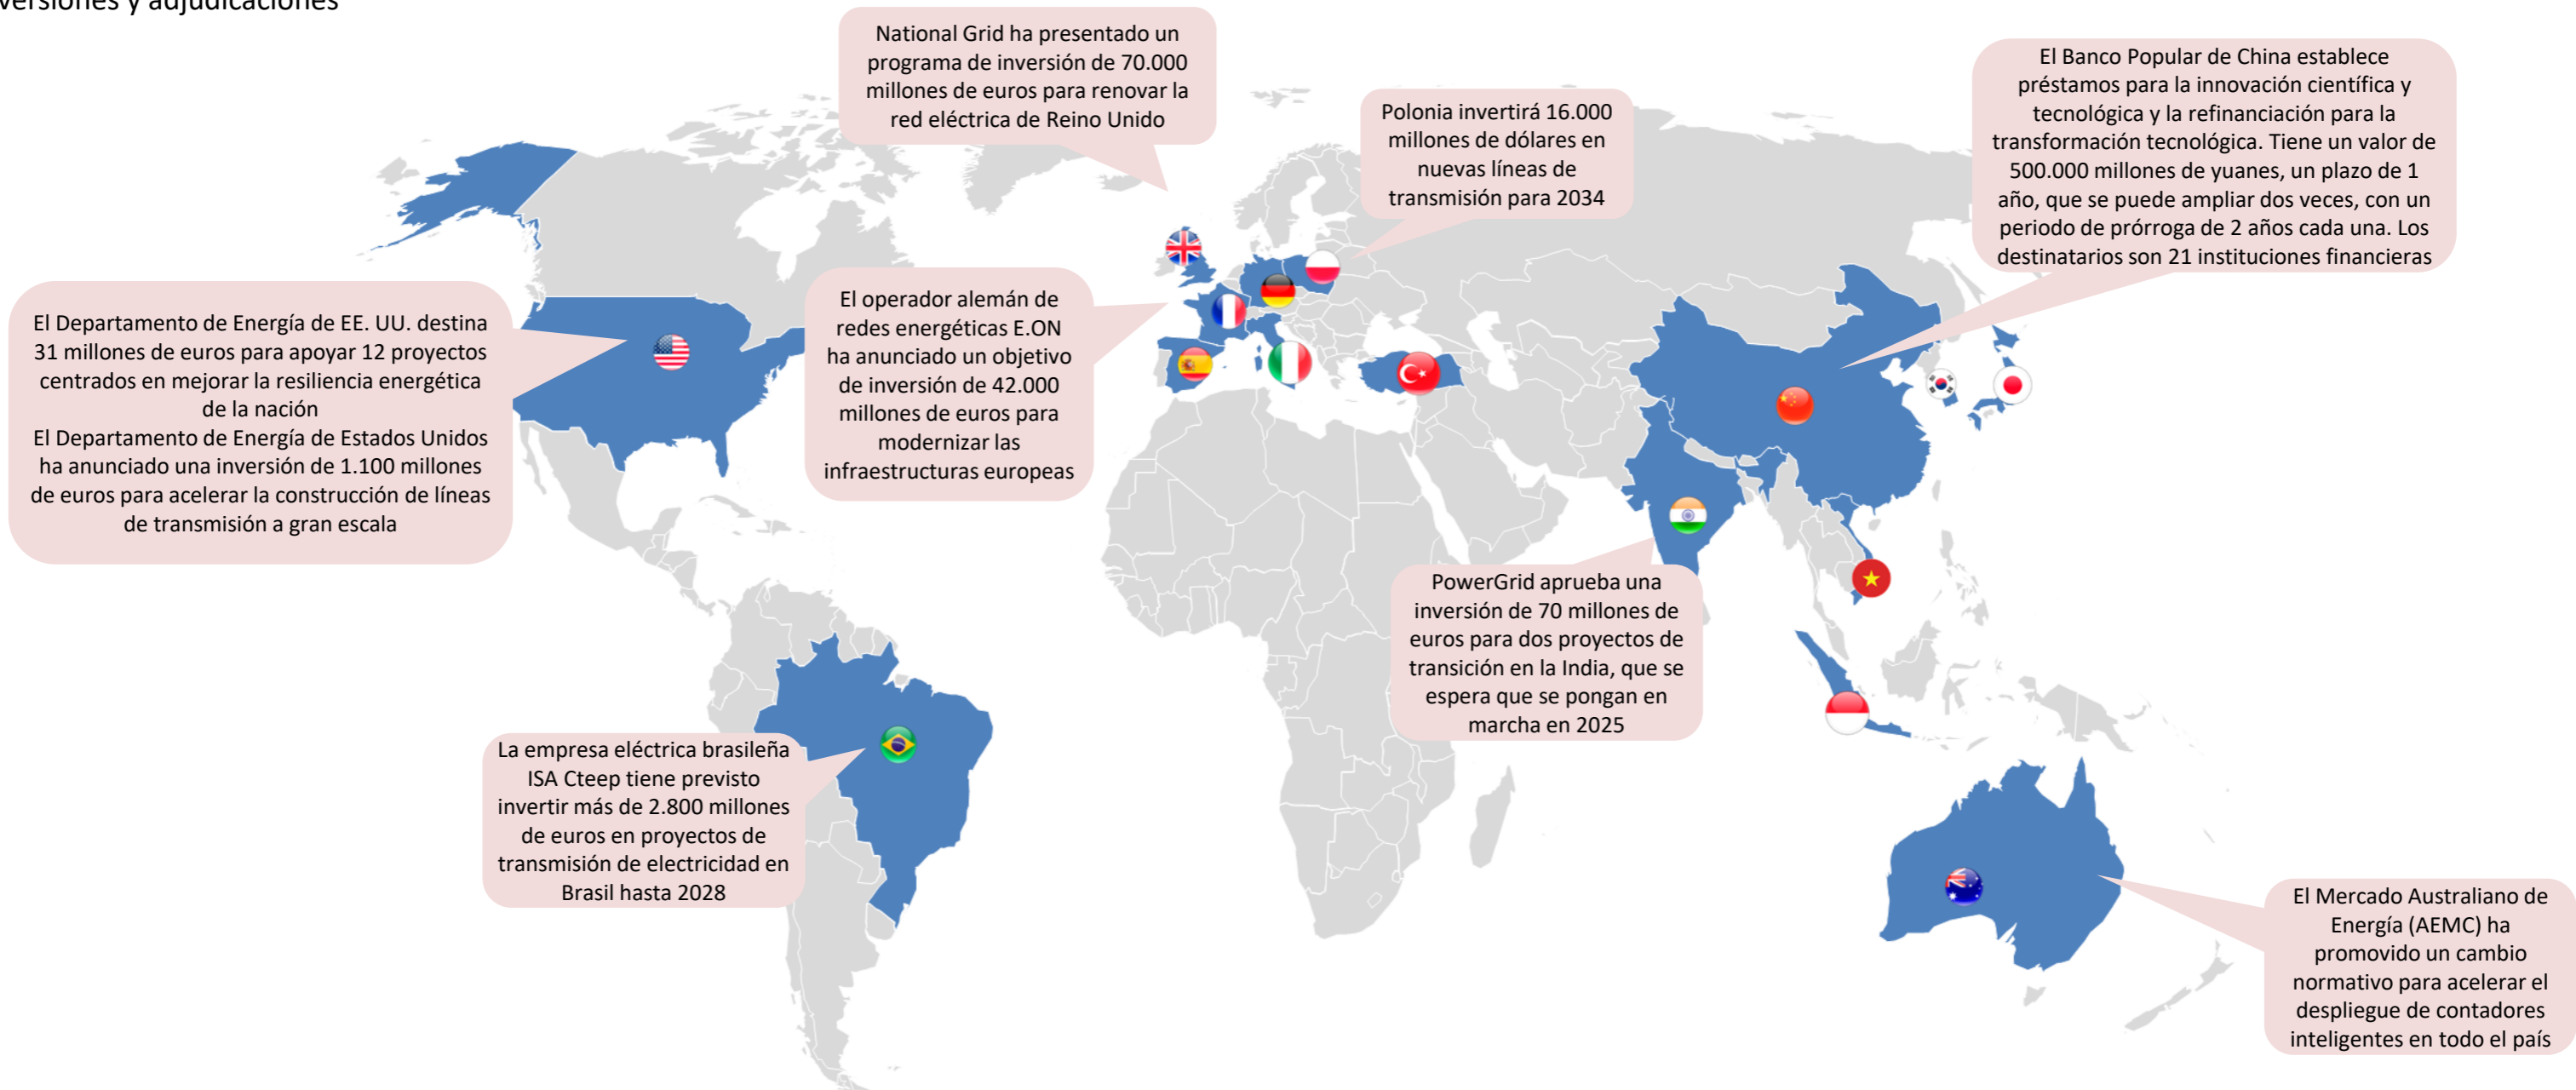 versiones y adjudicaciones
National Grid ha presentado un
programa de inversión de 70.000
millones de euros para renovar la
red eléctrica de Reino Unido
Polonia invertirá 16.000
millones de dólares en
nuevas líneas de
transmisión para 2034
El Banco Popular de China establece
préstamos para la innovación científica y
tecnológica y la refinanciación para la
transformación tecnológica. Tiene un valor de
500.000 millones de yuanes, un plazo de 1
año, que se puede ampliar dos veces, con un
periodo de prórroga de 2 años cada una. Los
destinatarios son 21 instituciones financieras
El Departamento de Energía de EE. UU. destina
31 millones de euros para apoyar 12 proyectos
centrados en mejorar la resiliencia energética
de la nación
El Departamento de Energía de Estados Unidos
ha anunciado una inversión de 1.100 millones
de euros para acelerar la construcción de líneas
de transmisión a gran escala
El operador alemán de
redes energéticas E.ON
ha anunciado un objetivo
de inversión de 42.000
millones de euros para
modernizar las
infraestructuras europeas
PowerGrid aprueba una
inversión de 70 millones de
euros para dos proyectos de
transición en la India, que se
espera que se pongan en
marcha en 2025
La empresa eléctrica brasileña
ISA Cteep tiene previsto
invertir más de 2.800 millones
de euros en proyectos de
transmisión de electricidad en
Brasil hasta 2028
El Mercado Australiano de
Energía (AEMC) ha
promovido un cambio
normativo para acelerar el
despliegue de contadores
inteligentes en todo el país